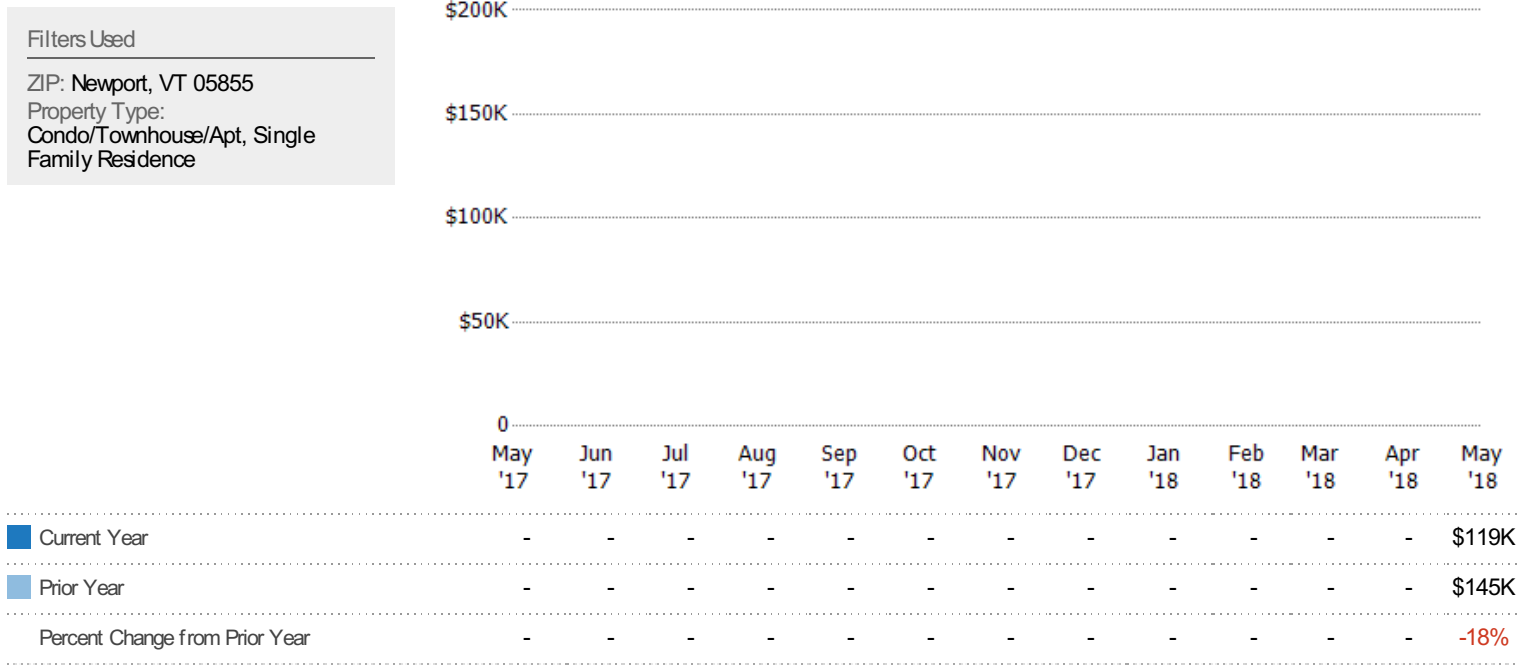 Filters Used
ZIP: Newport, VT 05855
Property Type:
Condo/Townhouse/Apt, Single
Family Residence
$200K
$150K
$100K
$50K
0
May Jun Jul Aug Sep Oct Nov Dec Jan Feb Mar Apr May
'17 '17 '17 '17 '17 '17 '17 '17 '18 '18 '18 '18 '18
Current Year - - - - - - - - - - - - $119K
Prior Year - - - - - - - - - - - - $145K
Percent Change from Prior Year - - - - - - - - - - - - -18%